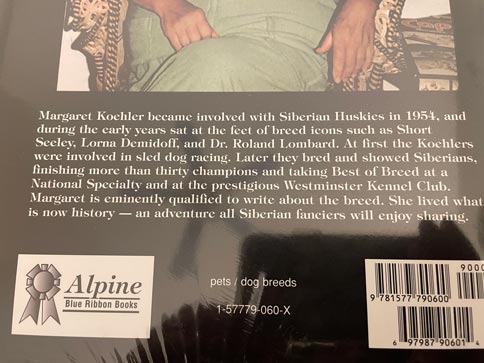 Margaret Koehler became involved with Siberian Huskies in 1954, and
during the early years sat at the feet of breed icons such as Short
Seeley, Lorna Demidoff, and Dr. Roland Lombard. At first the Koehlers
were involved in sled dog racing. Later they bred and showed Siberians,
finishing more than thirty champions and taking Best of Breed at a
National Specialty and at the prestigious Westminster Kennel Club.
Margaret is eminently qualified to write about the breed. She lived what
is now history — an adventure all Siberian fanciers will enjoy sharing.
Alpine
Blue Ribbon Books
pets / dog breeds
1-57779-060-X
9000
9 781577 790600
6 97987 90601 4